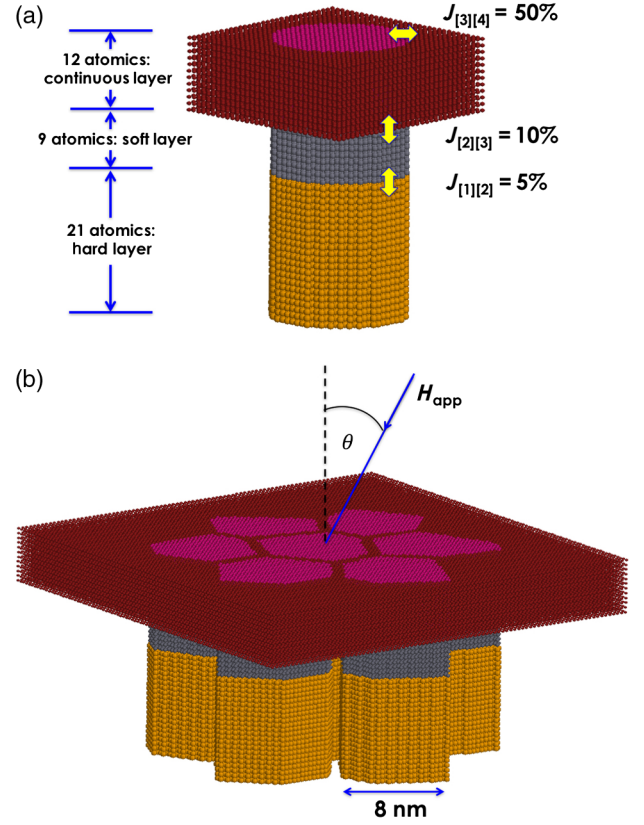 (a)
J[3][4] = 50%
12 atomics:
continuous layer
9 atomics: soft layer
J[2][3] = 10%
J[1][2] = 5%
21 atomics:
hard layer
(b)
Happ
θ
8 nm